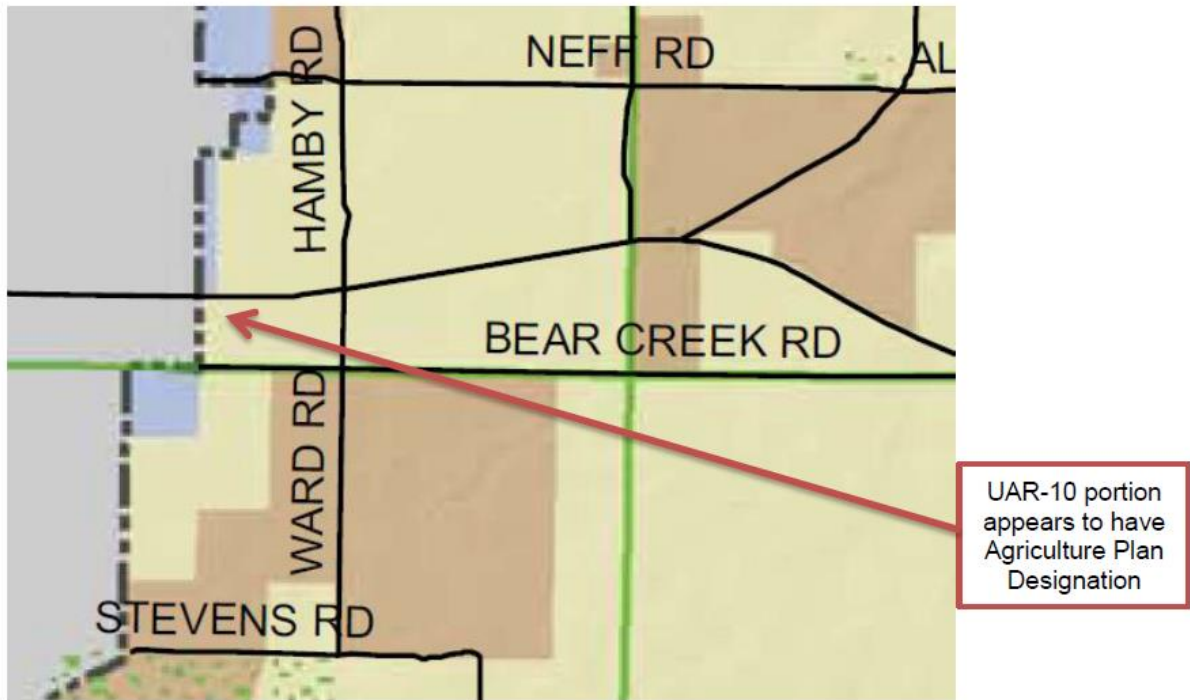 NEFF RD
AL
HAMBY RD
BEAR CREEK RD
WARD RD
STEVENS RD
UAR-10 portion
appears to have
Agriculture Plan
Designation